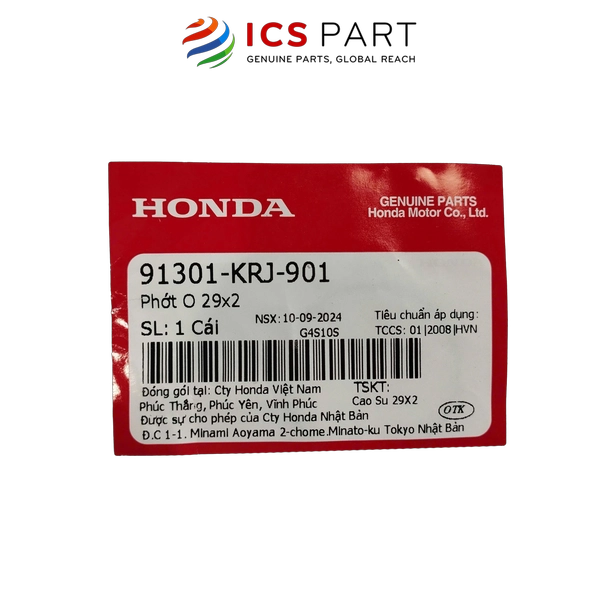 ICS PART
GENUINE PARTS, GLOBAL REACH
HONDA
GENUINE PARTS
Honda Motor Co., Ltd.
91301-KRJ-901
Phớt O 29x2
SL: 1 Cái
NSX: 10-09-2024
G4S10S
Tiêu chuẩn áp dụng:
TCCS: 01|2008|HVN
Đóng gói tại: Cty Honda Việt Nam
Phúc Thắng, Phúc Yên, Vĩnh Phúc
TSKT:
Cao Su 29X2
Được sự cho phép của Cty Honda Nhật Bản
Đ.C 1-1. Minami Aoyama 2-chome.Minato-ku Tokyo Nhật Bản
OTK